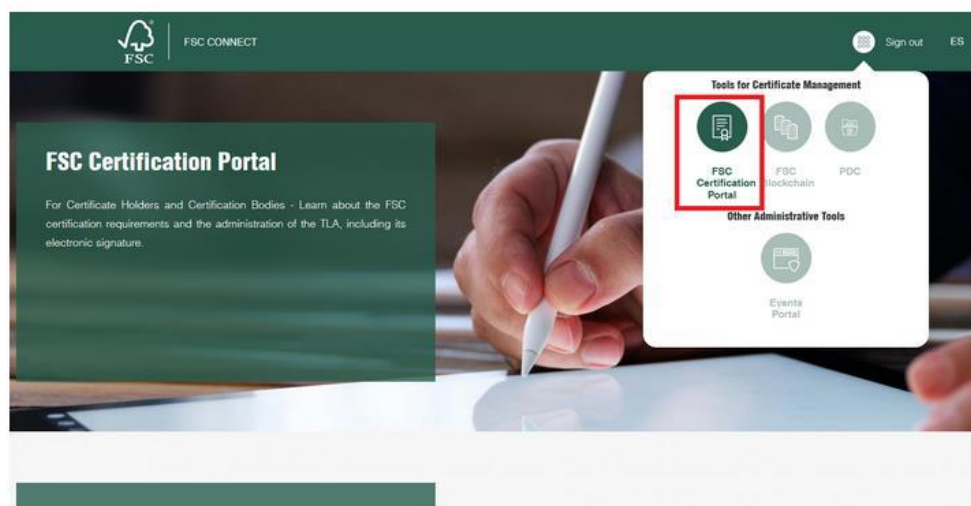 FSC
FSC CONNECT
Sign out
ES
Tools for Certificate Management
FSC
Certification
Portal
FSC
Blockchain
PDC
Other Administrative Tools
Events
Portal
FSC Certification Portal
For Certificate Holders and Certification Bodies - Learn about the FSC
certification requirements and the administration of the TLA, including its
electronic signature.